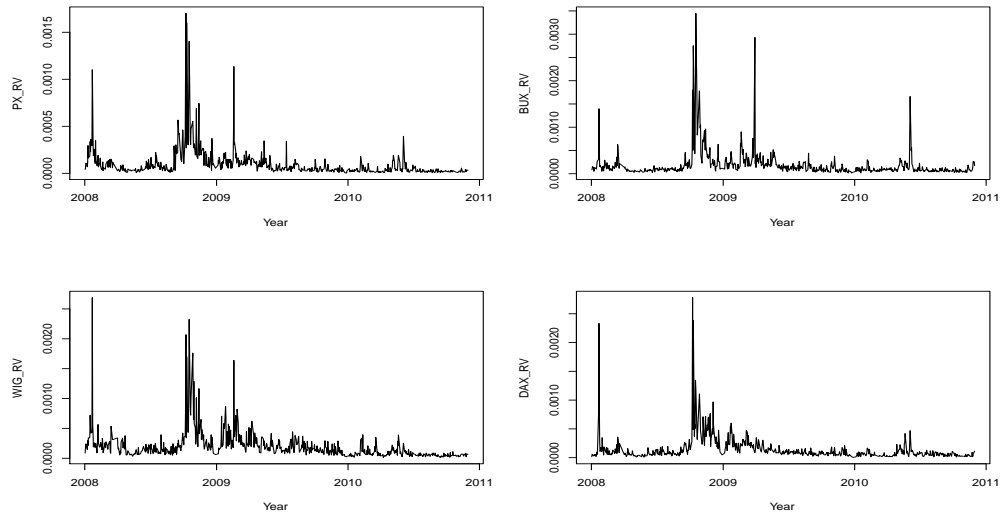 PX_RV
0.0000 0.0005 0.0010 0.0015
2008 2009 2010 2011
Year
BUX_RV
0.0000 0.0010 0.0020 0.0030
2008 2009 2010 2011
Year
WIG_RV
0.0000 0.0010 0.0020
2008 2009 2010 2011
Year
DAX_RV
0.0000 0.0010 0.0020
2008 2009 2010 2011
Year